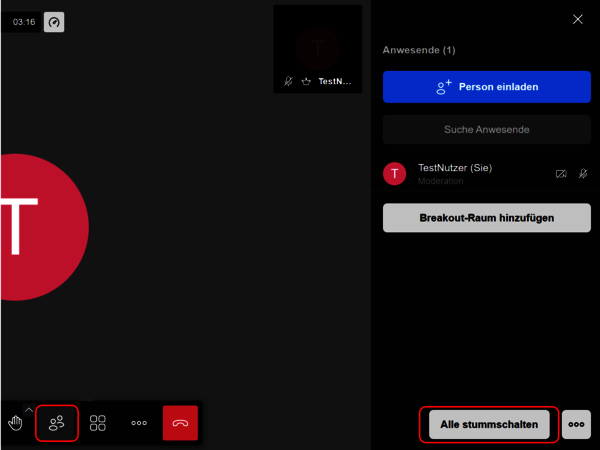 03:16
T
TestN...
T
Anwesende (1)
Person einladen
Suche Anwesende
T
TestNutzer (Sie)
Moderation
Breakout-Raum hinzufügen
Alle stummschalten